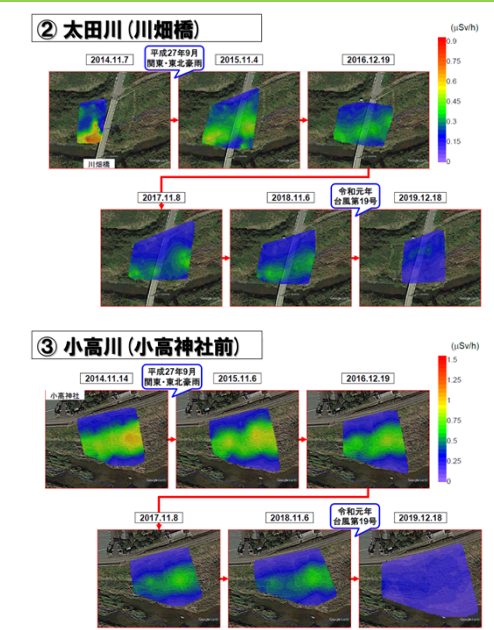 ② 太田川 (川畑橋)
(μSv/h)
平成27年9月
関東・東北豪雨
2014.11.7
2015.11.4
2016.12.19
0.9
0.75
0.6
0.45
0.3
0.15
0
川畑橋
令和元年
台風第19号
2017.11.8
2018.11.6
2019.12.18
③ 小高川 (小高神社前)
(μSv/h)
平成27年9月
関東・東北豪雨
2014.11.14
2015.11.6
2016.12.19
1.5
1.25
1
0.75
0.5
0.25
0
小高神社
令和元年
台風第19号
2017.11.8
2018.11.6
2019.12.18